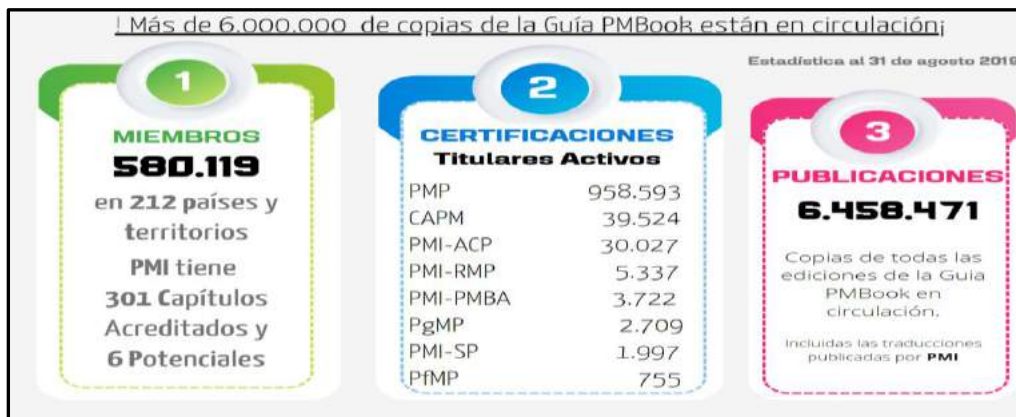 ! Más de 6.000.000 de copias de la Guía PMBook están en circulación¡
Estadística al 31 de agosto 2019
1
MIEMBROS
580.119
en 212 países y
territorios
PMI tiene
301 Capítulos
Acreditados y
6 Potenciales
2
CERTIFICACIONES
Titulares Activos
PMP 958.593
CAPM 39.524
PMI-ACP 30.027
PMI-RMP 5.337
PMI-PMBA 3.722
PgMP 2.709
PMI-SP 1.997
PfMP 755
3
PUBLICACIONES
6.458.471
Copias de todas las
ediciones de la Guia
PMBook en
circulación,
Incluidas las traducciones
publicadas por PMI